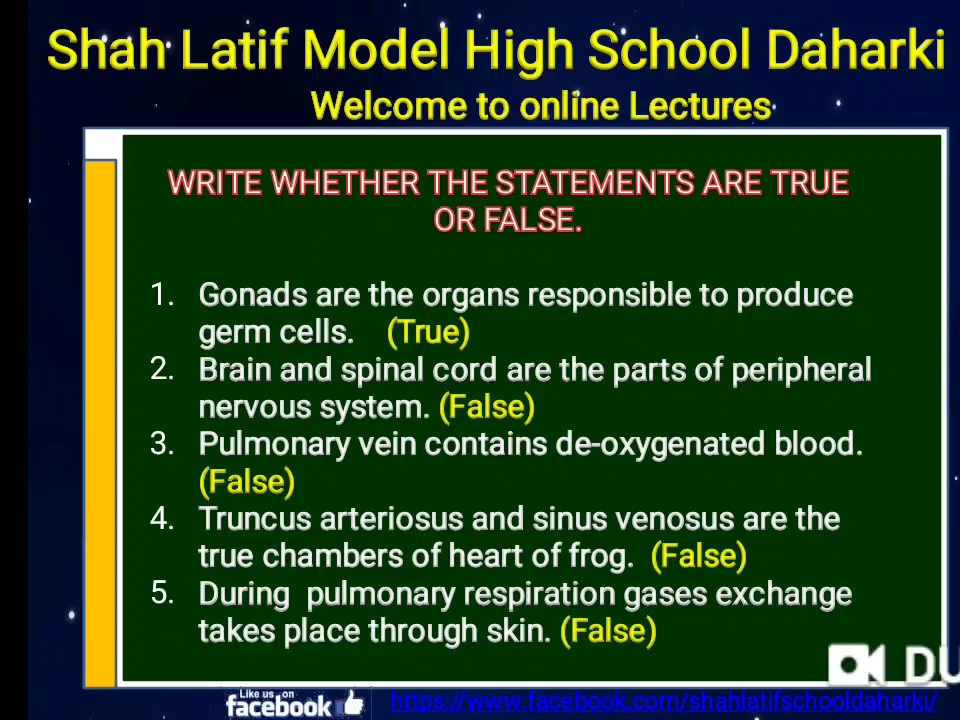 Shah Latif Model High School Daharki
Welcome to online Lectures
WRITE WHETHER THE STATEMENTS ARE TRUE
OR FALSE.
1. Gonads are the organs responsible to produce
germ cells. (True)
2. Brain and spinal cord are the parts of peripheral
nervous system. (False)
3. Pulmonary vein contains de-oxygenated blood.
(False)
4. Truncus arteriosus and sinus venosus are the
true chambers of heart of frog. (False)
5. During pulmonary respiration gases exchange
takes place through skin. (False)
DU
Like us on
facebook
https://www.facebook.com/shahlatifschooldaharki/